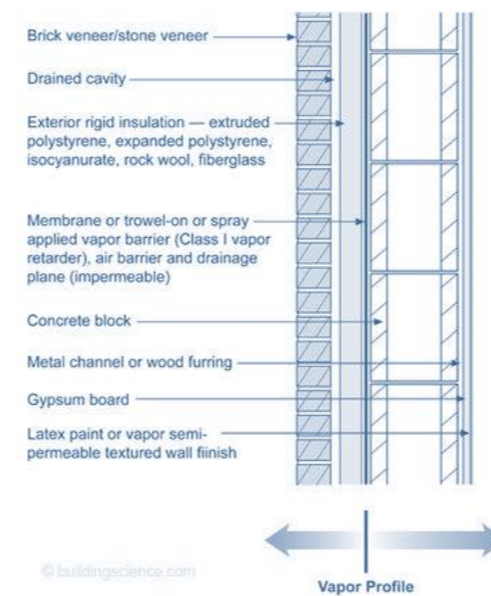 Brick veneer/stone veneer
Drained cavity
Exterior rigid insulation — extruded
polystyrene, expanded polystyrene,
isocyanurate, rock wool, fiberglass
Membrane or trowel-on or spray
applied vapor barrier (Class I vapor
retarder), air barrier and drainage
plane (impermeable)
Concrete block
Metal channel or wood furring
Gypsum board
Latex paint or vapor semi-
permeable textured wall fiinish
© buildingscience.com
Vapor Profile